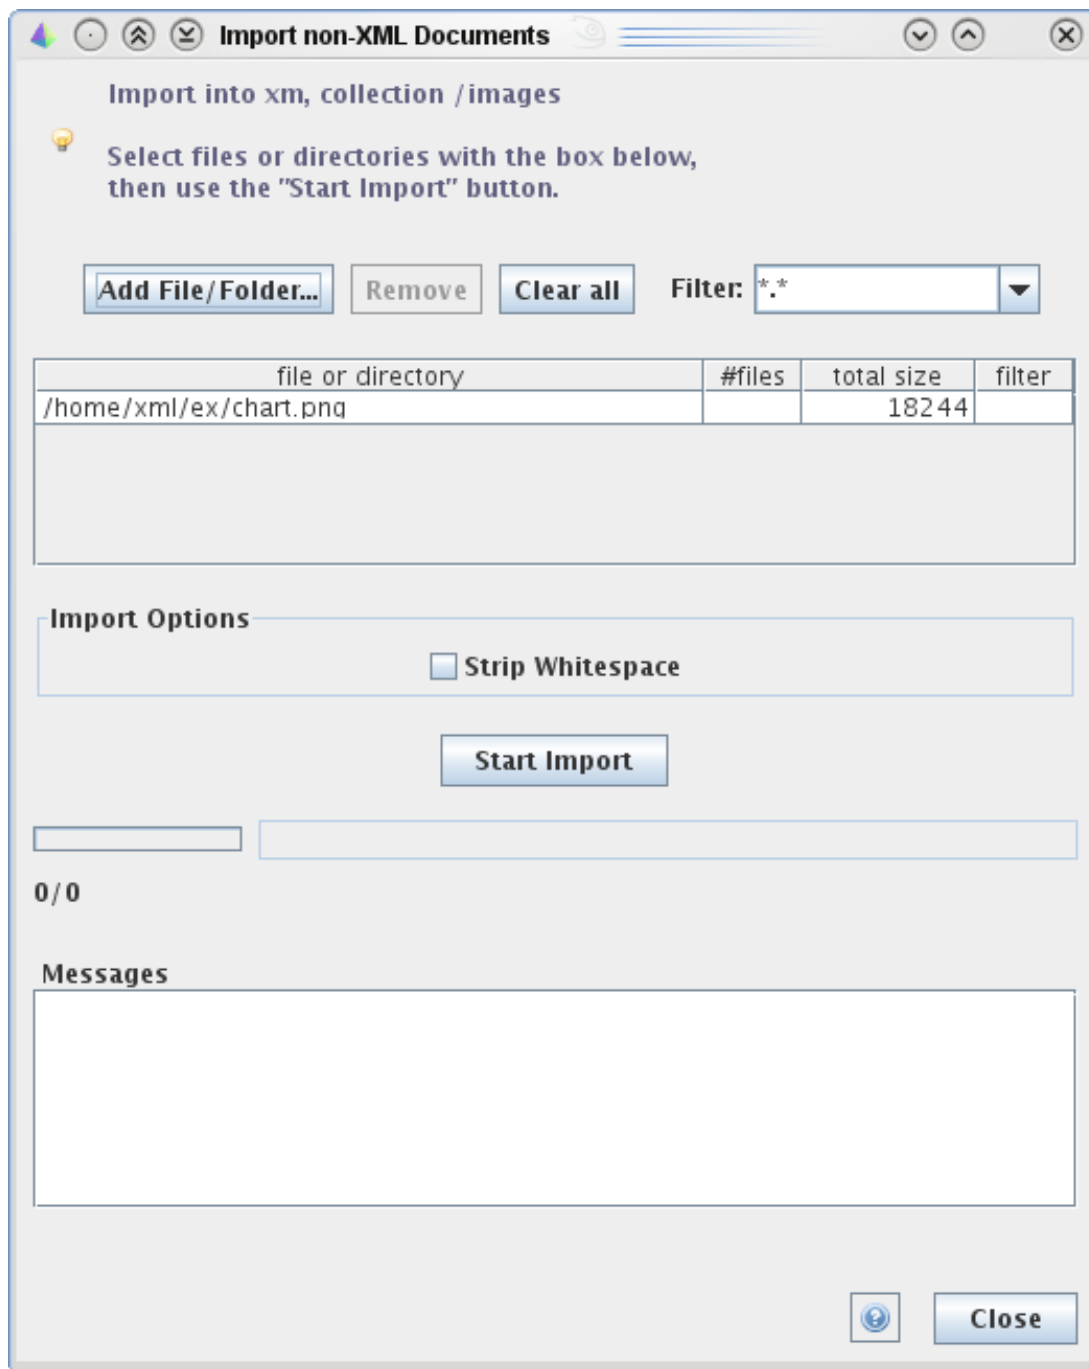 Import non-XML Documents
Import into xm, collection /images
Select files or directories with the box below,
then use the "Start Import" button.
Add File/Folder... Remove Clear all Filter: *.*
file or directory #files total size filter
/home/xml/ex/chart.png 18244
Import Options
Strip Whitespace
Start Import
0/0
Messages
Close